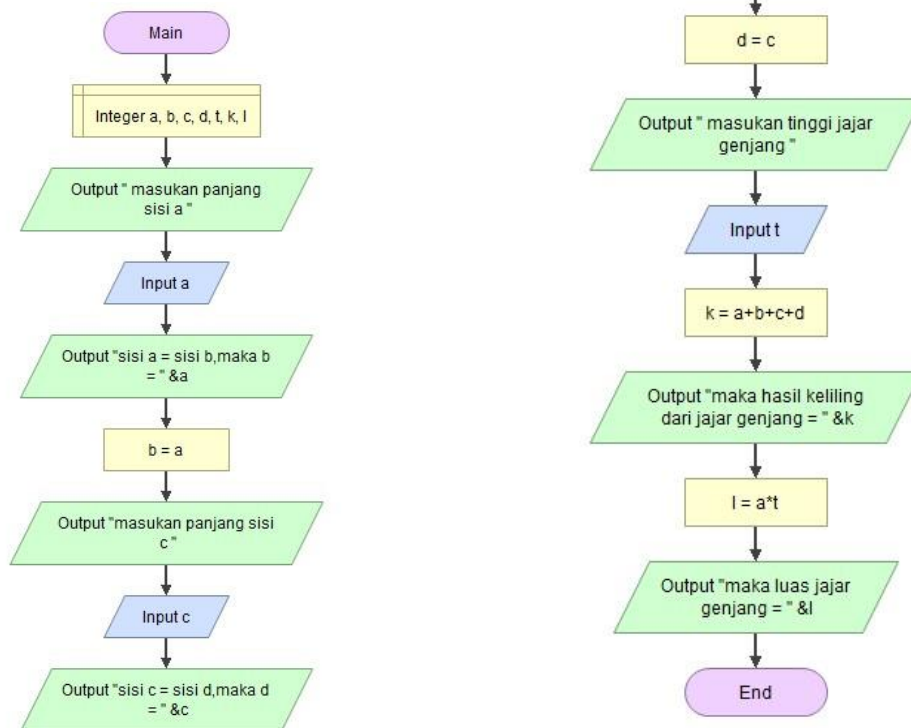 Main
Integer a, b, c, d, t, k, l
Output " masukan panjang
sisi a "
Input a
Output "sisi a = sisi b,maka b
= " &a
b = a
Output "masukan panjang sisi
c "
Input c
Output "sisi c = sisi d,maka d
= " &c
d = c
Output " masukan tinggi jajar
genjang "
Input t
k = a+b+c+d
Output "maka hasil keliling
dari jajar genjang = " &k
l = a*t
Output "maka luas jajar
genjang = " &l
End